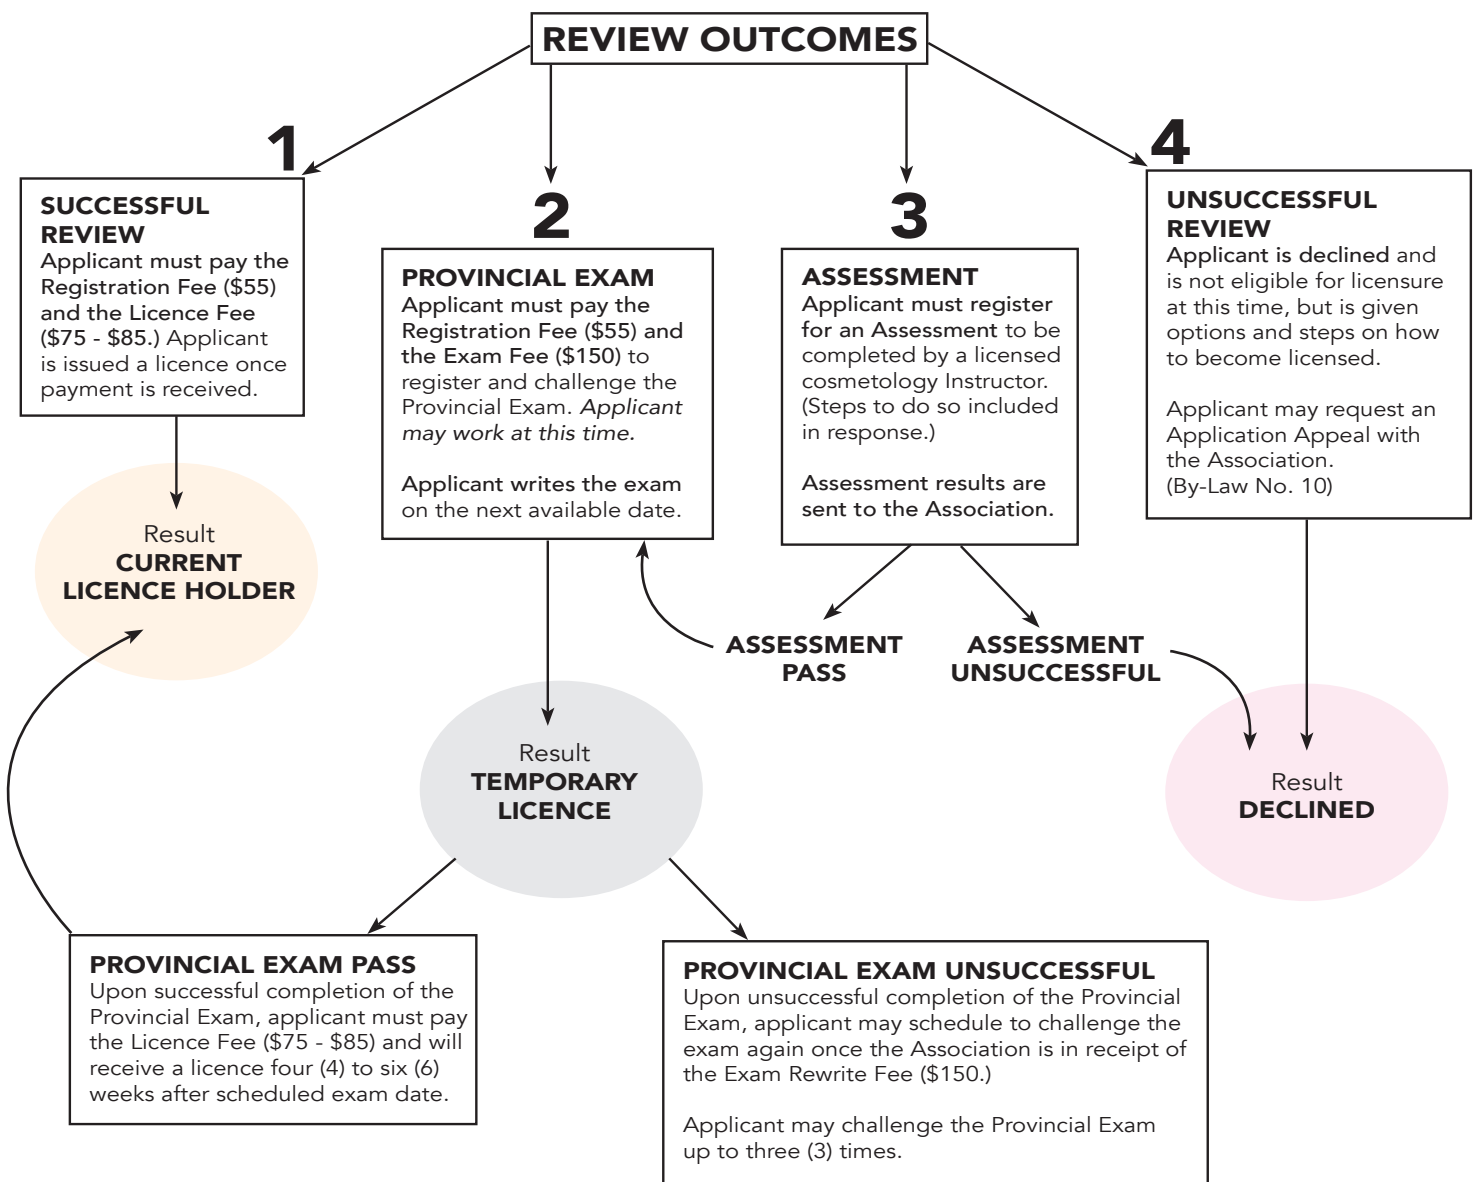 REVIEW OUTCOMES
1
SUCCESSFUL
REVIEW
Applicant must pay the
Registration Fee ($55)
and the Licence Fee
($75 - $85.) Applicant
is issued a licence once
payment is received.
2
PROVINCIAL EXAM
Applicant must pay the
Registration Fee ($55) and
the Exam Fee ($150) to
register and challenge the
Provincial Exam. Applicant
may work at this time.
Applicant writes the exam
on the next available date.
3
ASSESSMENT
Applicant must register
for an Assessment to be
completed by a licensed
cosmetology Instructor.
(Steps to do so included
in response.)
Assessment results are
sent to the Association.
4
UNSUCCESSFUL
REVIEW
Applicant is declined and
is not eligible for licensure
at this time, but is given
options and steps on how
to become licensed.
Applicant may request an
Application Appeal with
the Association.
(By-Law No. 10)
Result
CURRENT
LICENCE HOLDER
ASSESSMENT
PASS
ASSESSMENT
UNSUCCESSFUL
Result
TEMPORARY
LICENCE
Result
DECLINED
PROVINCIAL EXAM PASS
Upon successful completion of the
Provincial Exam, applicant must pay
the Licence Fee ($75 - $85) and will
receive a licence four (4) to six (6)
weeks after scheduled exam date.
PROVINCIAL EXAM UNSUCCESSFUL
Upon unsuccessful completion of the Provincial
Exam, applicant may schedule to challenge the
exam again once the Association is in receipt of
the Exam Rewrite Fee ($150.)
Applicant may challenge the Provincial Exam
up to three (3) times.